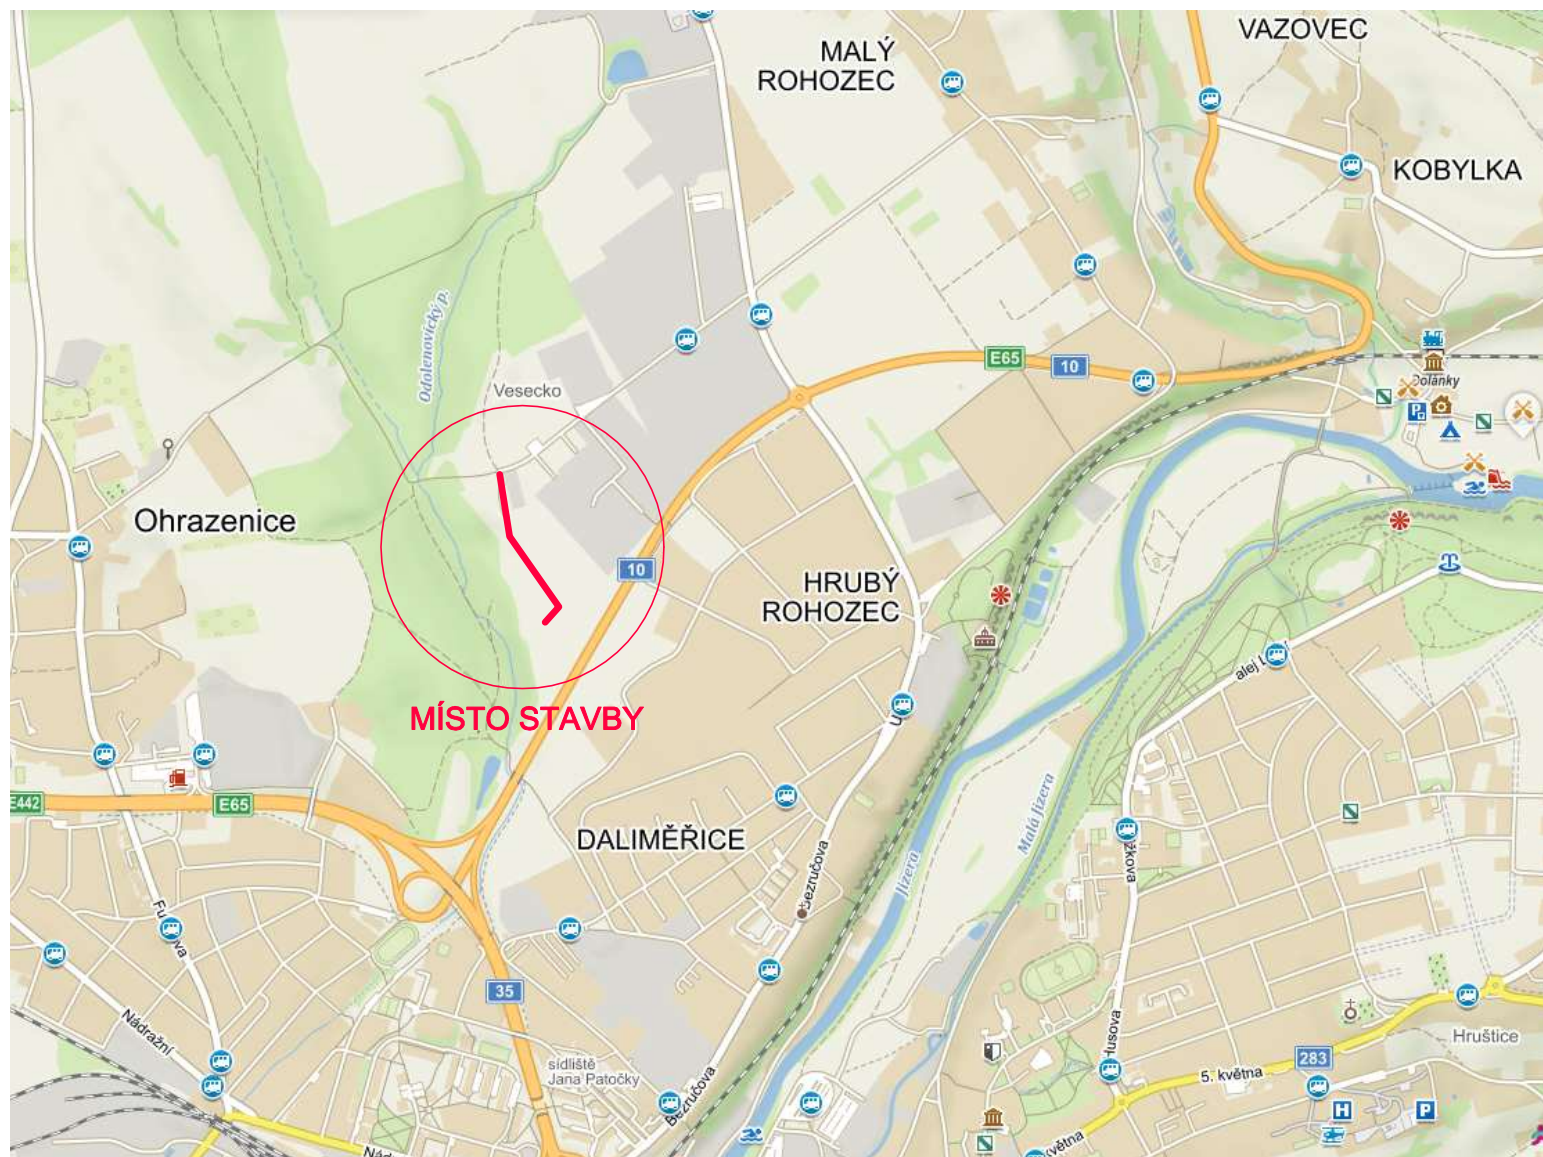 VAZOVEC
MALÝ
ROHOZEC
KOBYLKA
Odolenovický p.
E65
10
Vesecko
Dolánky
Ohrazenice
10
HRUBÝ
ROHOZEC
MÍSTO STAVBY
alej
E442
E65
Malá Jizera
DALIMĚŘICE
Jizera
Bezručova
35
Nádražní
Husova
283
Hruštice
sídliště
Jana Patočky
5. května
H
P
Bezručova
května